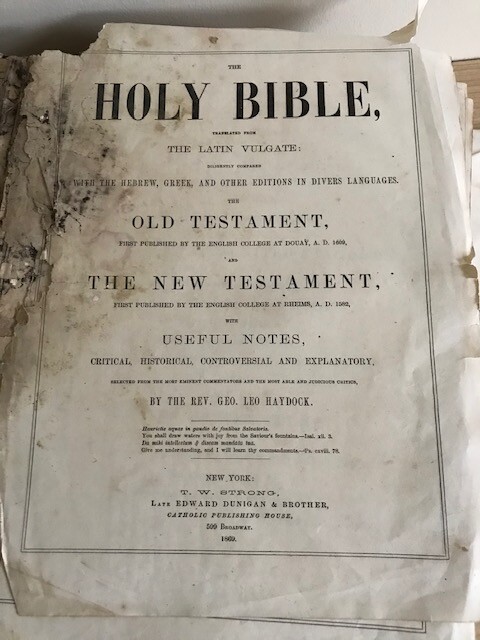 THE
HOLY BIBLE,
TRANSLATED FROM
THE LATIN VULGATE:
DILIGENTLY COMPARED
WITH THE HEBREW, GREEK, AND OTHER EDITIONS IN DIVERS LANGUAGES.
THE
OLD TESTAMENT,
FIRST PUBLISHED BY THE ENGLISH COLLEGE AT DOUAY, A. D. 1609,
AND
THE NEW TESTAMENT,
FIRST PUBLISHED BY THE ENGLISH COLLEGE AT RHEIMS, A. D. 1582,
WITH
USEFUL NOTES,
CRITICAL, HISTORICAL, CONTROVERSIAL AND EXPLANATORY,
SELECTED FROM THE MOST EMINENT COMMENTATORS AND THE MOST ABLE AND JUDICIOUS CRITICS,
BY THE REV. GEO. LEO HAYDOCK.
Haurietis aquas in gaudio de fontibus Salvatoris.
You shall draw waters with joy from the Saviour's fountains.—Isai. xii. 3.
Da mihi intellectum & discam mandata tua.
Give me understanding, and I will learn thy commandments.—Ps. cxviii. 73.
NEW YORK:
T. W. STRONG,
LATE EDWARD DUNIGAN & BROTHER,
CATHOLIC PUBLISHING HOUSE,
599 BROADWAY.
1869.